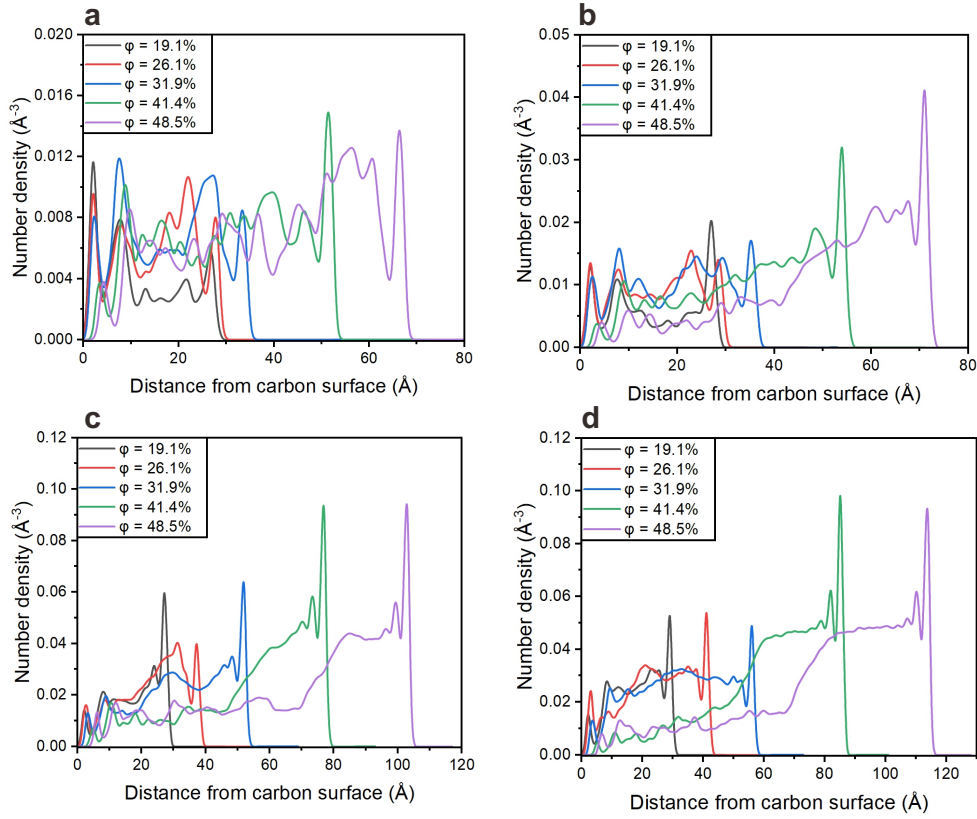 a
0.020
0.016
0.012
0.008
0.004
0.000
Number density (Å-3)
φ = 19.1%
φ = 26.1%
φ = 31.9%
φ = 41.4%
φ = 48.5%
0 20 40 60 80
Distance from carbon surface (Å)
b
0.05
0.04
0.03
0.02
0.01
0.00
Number density (Å-3)
φ = 19.1%
φ = 26.1%
φ = 31.9%
φ = 41.4%
φ = 48.5%
0 20 40 60 80
Distance from carbon surface (Å)
c
0.12
0.10
0.08
0.06
0.04
0.02
0.00
Number density (Å-3)
φ = 19.1%
φ = 26.1%
φ = 31.9%
φ = 41.4%
φ = 48.5%
0 20 40 60 80 100 120
Distance from carbon surface (Å)
d
0.12
0.10
0.08
0.06
0.04
0.02
0.00
Number density (Å-3)
φ = 19.1%
φ = 26.1%
φ = 31.9%
φ = 41.4%
φ = 48.5%
0 20 40 60 80 100 120
Distance from carbon surface (Å)